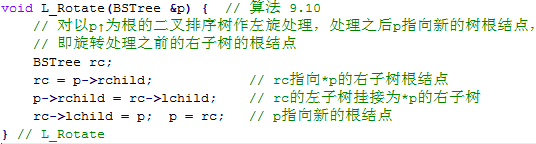 void L_Rotate(BSTree &p) {  // 算法 9.10
// 对以p↑为根的二叉排序树作左旋处理，处理之后p指向新的树根结点，
// 即旋转处理之前的右子树的根结点
BSTree rc;
rc = p->rchild;             // rc指向*p的右子树根结点
p->rchild = rc->lchild;     // rc的左子树挂接为*p的右子树
rc->lchild = p;  p = rc;    // p指向新的根结点
} // L_Rotate